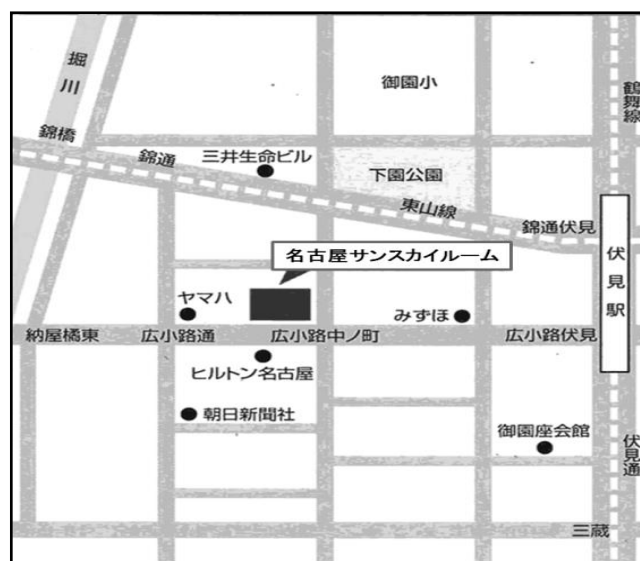 堀川
御園小
鶴舞線
錦橋
錦通
三井生命ビル
下園公園
東山線
錦通伏見
名古屋サンスカイルーム
伏見駅
ヤマハ
みずほ
納屋橋東
広小路通
広小路中ノ町
広小路伏見
ヒルトン名古屋
朝日新聞社
御園座会館
伏見通
三蔵